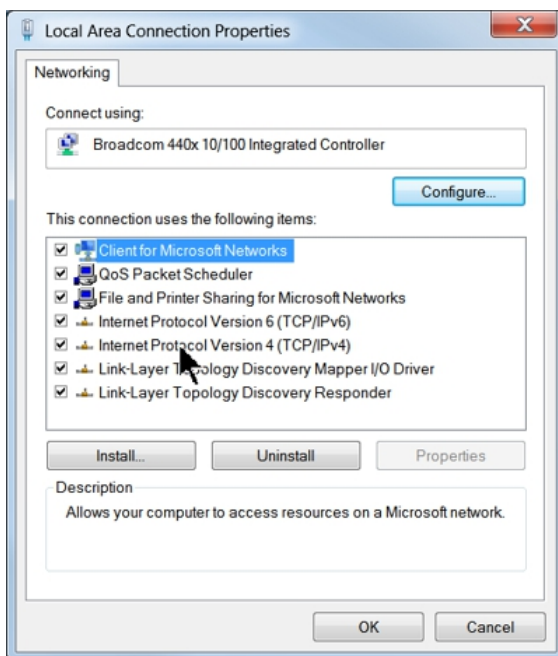 Local Area Connection Properties
Networking
Connect using:
Broadcom 440x 10/100 Integrated Controller
Configure...
This connection uses the following items:
Client for Microsoft Networks
QoS Packet Scheduler
File and Printer Sharing for Microsoft Networks
Internet Protocol Version 6 (TCP/IPv6)
Internet Protocol Version 4 (TCP/IPv4)
Link-Layer Topology Discovery Mapper I/O Driver
Link-Layer Topology Discovery Responder
Install... Uninstall Properties
Description
Allows your computer to access resources on a Microsoft network.
OK Cancel